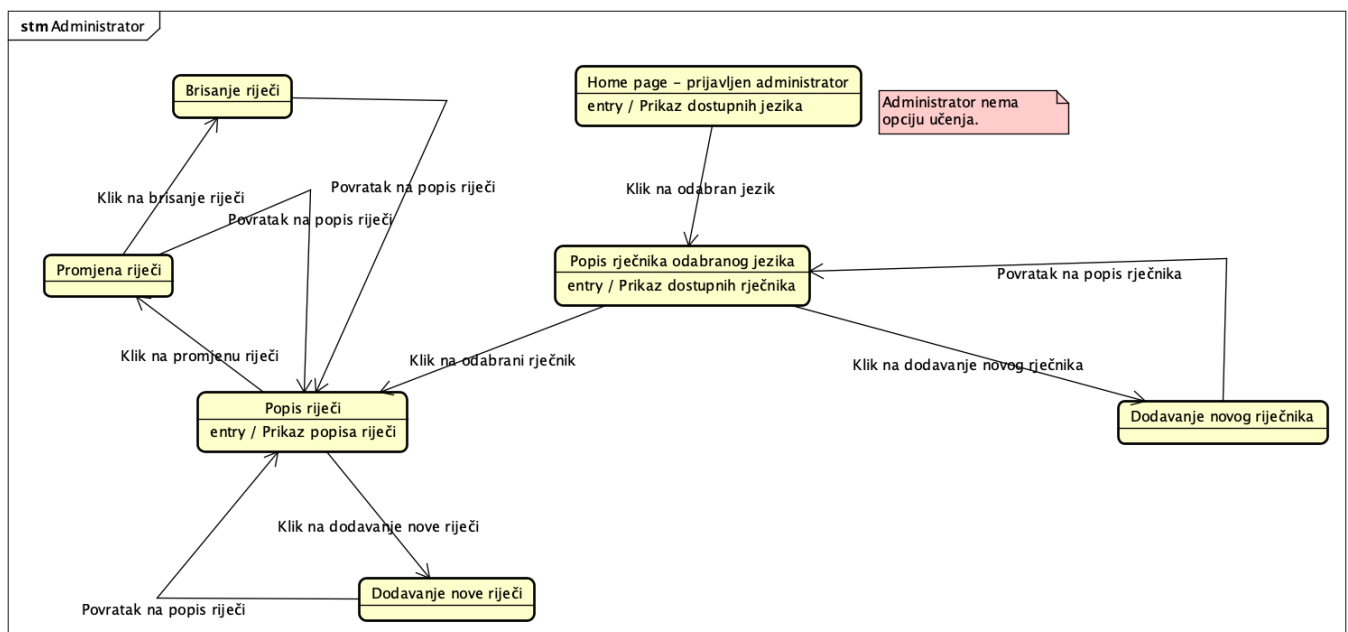 stm Administrator
Brisanje riječi
Home page – prijavljen administrator
entry / Prikaz dostupnih jezika
Administrator nema
opciju učenja.
Klik na brisanje riječi
Povratak na popis riječi
Povratak na popis riječi
Klik na odabran jezik
Promjena riječi
Popis rječnika odabranog jezika
entry / Prikaz dostupnih rječnika
Povratak na popis rječnika
Klik na promjenu riječi
Klik na odabrani rječnik
Klik na dodavanje novog rječnika
Popis riječi
entry / Prikaz popisa riječi
Dodavanje novog riječnika
Klik na dodavanje nove riječi
Dodavanje nove riječi
Povratak na popis riječi